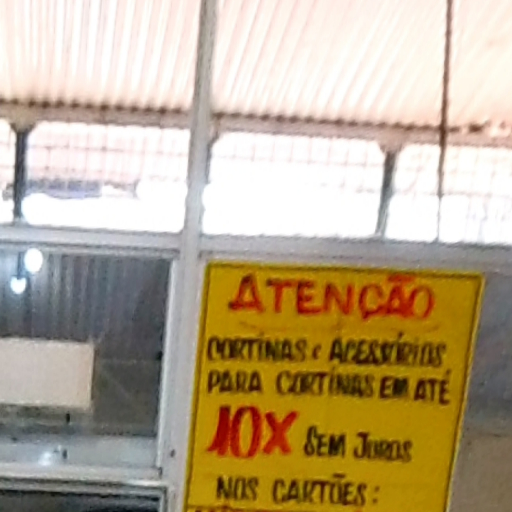 ATENÇÃO
CORTINAS e ACESSÓRIOS
PARA CORTINAS EM ATÉ
10X SEM JUROS
NOS CARTÕES: